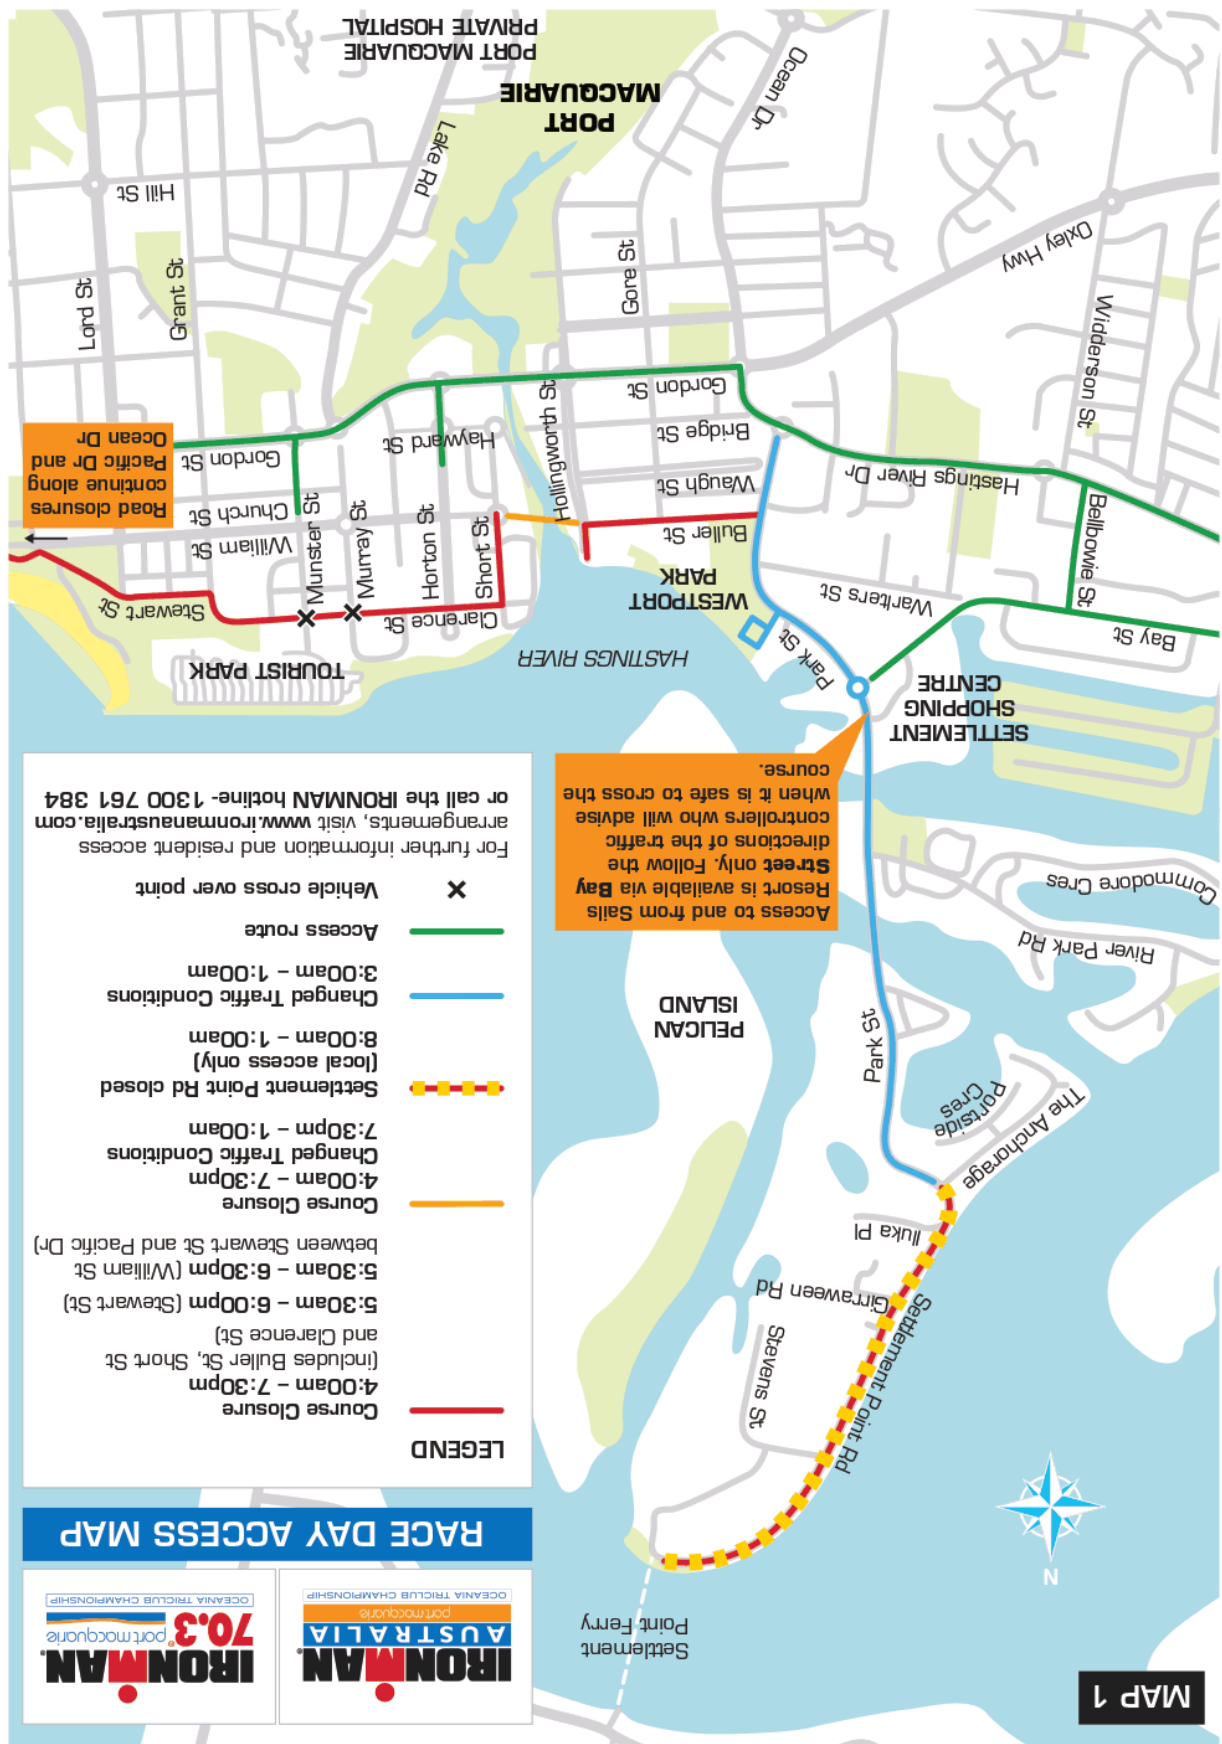 MAP 1
IRONMAN
AUSTRALIA
port macquarie
OCEANIA TRICLUB CHAMPIONSHIP
IRONMAN
70.3
port macquarie
OCEANIA TRICLUB CHAMPIONSHIP
RACE DAY ACCESS MAP
LEGEND
Course Closure
4:00am – 7:30pm
(includes Buller St, Short St
and Clarence St)
5:30am – 6:00pm (Stewart St)
5:30am – 6:30pm (William St
between Stewart St and Pacific Dr)
Course Closure
4:00am – 7:30pm
Changed Traffic Conditions
7:30pm – 1:00am
Settlement Point Rd closed
(local access only)
8:00am – 1:00am
Changed Traffic Conditions
3:00am – 1:00am
Access route
Vehicle cross over point
For further information and resident access
arrangements, visit www.ironmanaustralia.com
or call the IRONMAN hotline- 1300 761 384
Settlement
Point Ferry
N
Settlement Point Rd
Stevens St
Girraween Rd
Iluka Pl
The Anchorage
Portside
Cres
Park St
PELICAN
ISLAND
River Park Rd
Commodore Cres
Access to and from Sails
Resort is available via Bay
Street only. Follow the
directions of the traffic
controllers who will advise
when it is safe to cross the
course.
SETTLEMENT
SHOPPING
CENTRE
HASTINGS RIVER
TOURIST PARK
Park St
Bay St
WESTPORT
PARK
Warlters St
Bellbowie St
Clarence St
Stewart St
Short St
Horton St
Murray St
Munster St
William St
Church St
Buller St
Waugh St
Bridge St
Hollingworth St
Hastings River Dr
Hayward St
Gordon St
Gordon St
Road closures
continue along
Pacific Dr and
Ocean Dr
Widderson St
Oxley Hwy
Gore St
Grant St
Lord St
Hill St
Lake Rd
Ocean Dr
PORT
MACQUARIE
PORT MACQUARIE
PRIVATE HOSPITAL